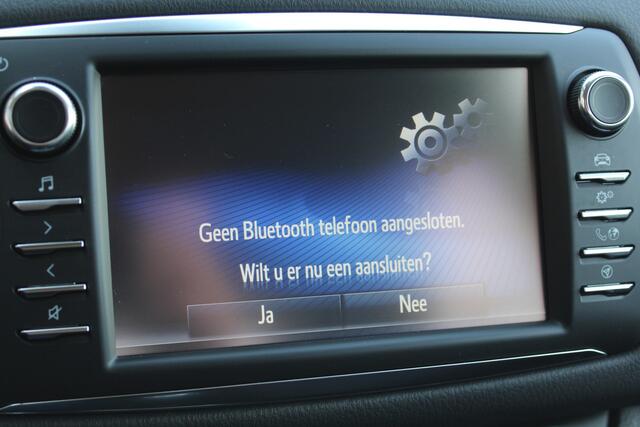 Geen Bluetooth telefoon aangesloten.
Wilt u er nu een aansluiten?
Ja
Nee